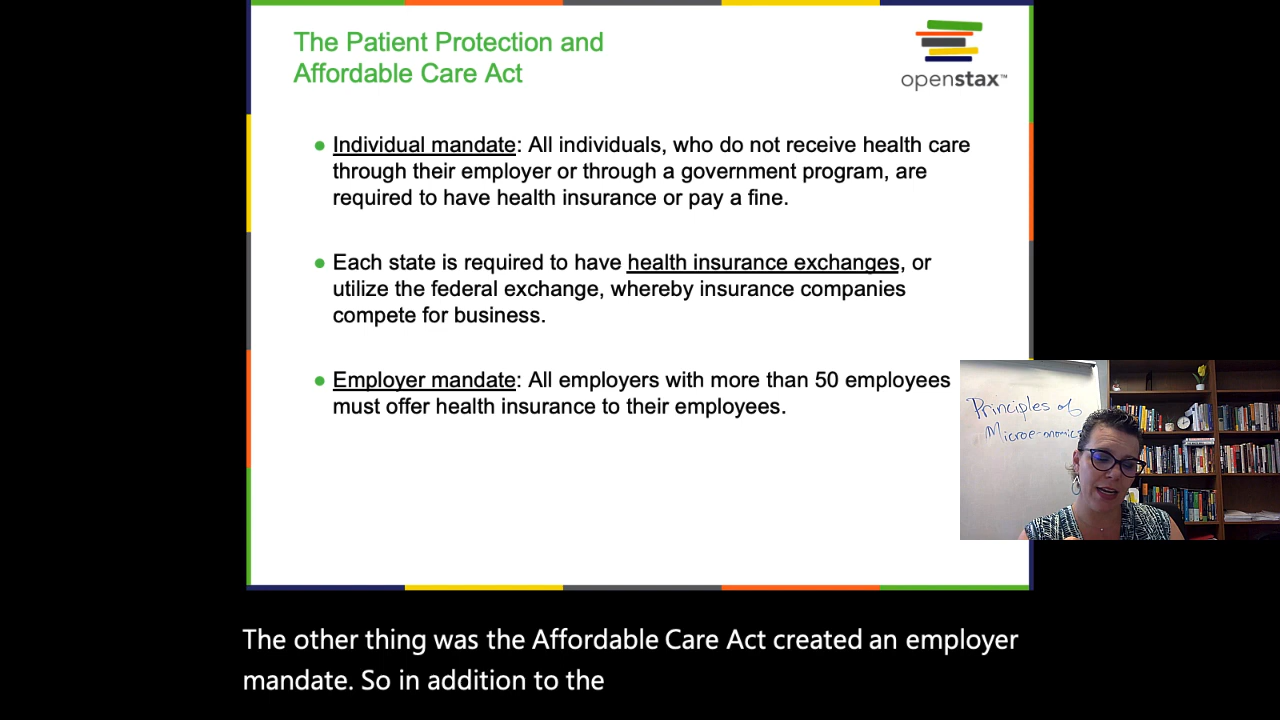 The Patient Protection and
Affordable Care Act
openstax™
● Individual mandate: All individuals, who do not receive health care
through their employer or through a government program, are
required to have health insurance or pay a fine.
● Each state is required to have health insurance exchanges, or
utilize the federal exchange, whereby insurance companies
compete for business.
● Employer mandate: All employers with more than 50 employees
must offer health insurance to their employees.
Principles of
The other thing was the Affordable Care Act created an employer
mandate. So in addition to the